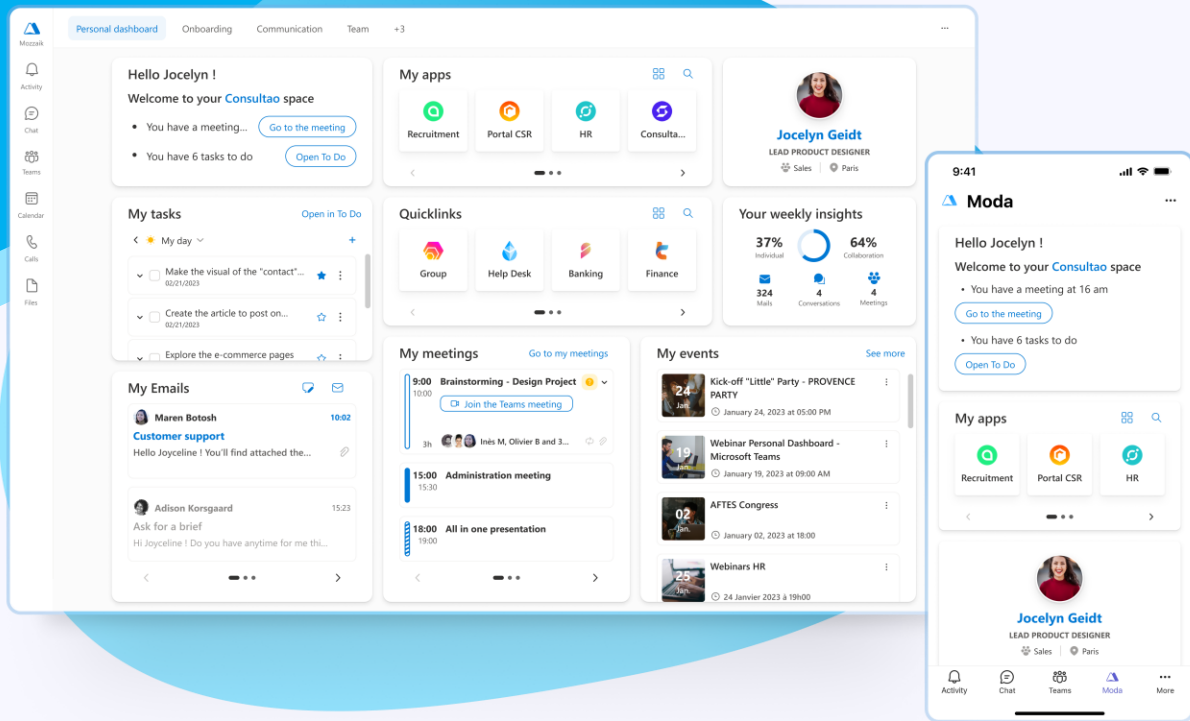 Mozzaik
Activity
Chat
Teams
Calendar
Calls
Files
Personal dashboard
Onboarding
Communication
Team
+3
Hello Jocelyn !
Welcome to your Consultao space
• You have a meeting... Go to the meeting
• You have 6 tasks to do Open To Do
My apps
Recruitment
Portal CSR
HR
Consulta...
Jocelyn Geidt
LEAD PRODUCT DESIGNER
Sales Paris
My tasks Open in To Do
My day
Make the visual of the "contact"...
02/21/2023
Create the article to post on...
02/21/2023
Explore the e-commerce pages
Quicklinks
Group
Help Desk
Banking
Finance
Your weekly insights
37%
Individual
64%
Collaboration
324
Mails
4
Conversations
4
Meetings
My Emails
Maren Botosh 10:02
Customer support
Hello Joyceline ! You'll find attached the...
Adison Korsgaard 15:23
Ask for a brief
Hi Joyceline ! Do you have anytime for me thi...
My meetings Go to my meetings
9:00 Brainstorming - Design Project
10:00
Join the Teams meeting
3h Inés M, Olivier B and 3...
15:00 Administration meeting
15:30
18:00 All in one presentation
19:00
My events See more
24
Jan.
Kick-off "Little" Party - PROVENCE
PARTY
January 24, 2023 at 05:00 PM
19
Jan.
Webinar Personal Dashboard -
Microsoft Teams
January 19, 2023 at 09:00 AM
02
Jan.
AFTES Congress
January 02, 2023 at 18:00
25
Jan.
Webinars HR
24 Janvier 2023 à 19h00
9:41
Moda
Hello Jocelyn !
Welcome to your Consultao space
• You have a meeting at 16 am
Go to the meeting
• You have 6 tasks to do
Open To Do
My apps
Recruitment
Portal CSR
HR
Jocelyn Geidt
LEAD PRODUCT DESIGNER
Sales Paris
Activity
Chat
Teams
Moda
More